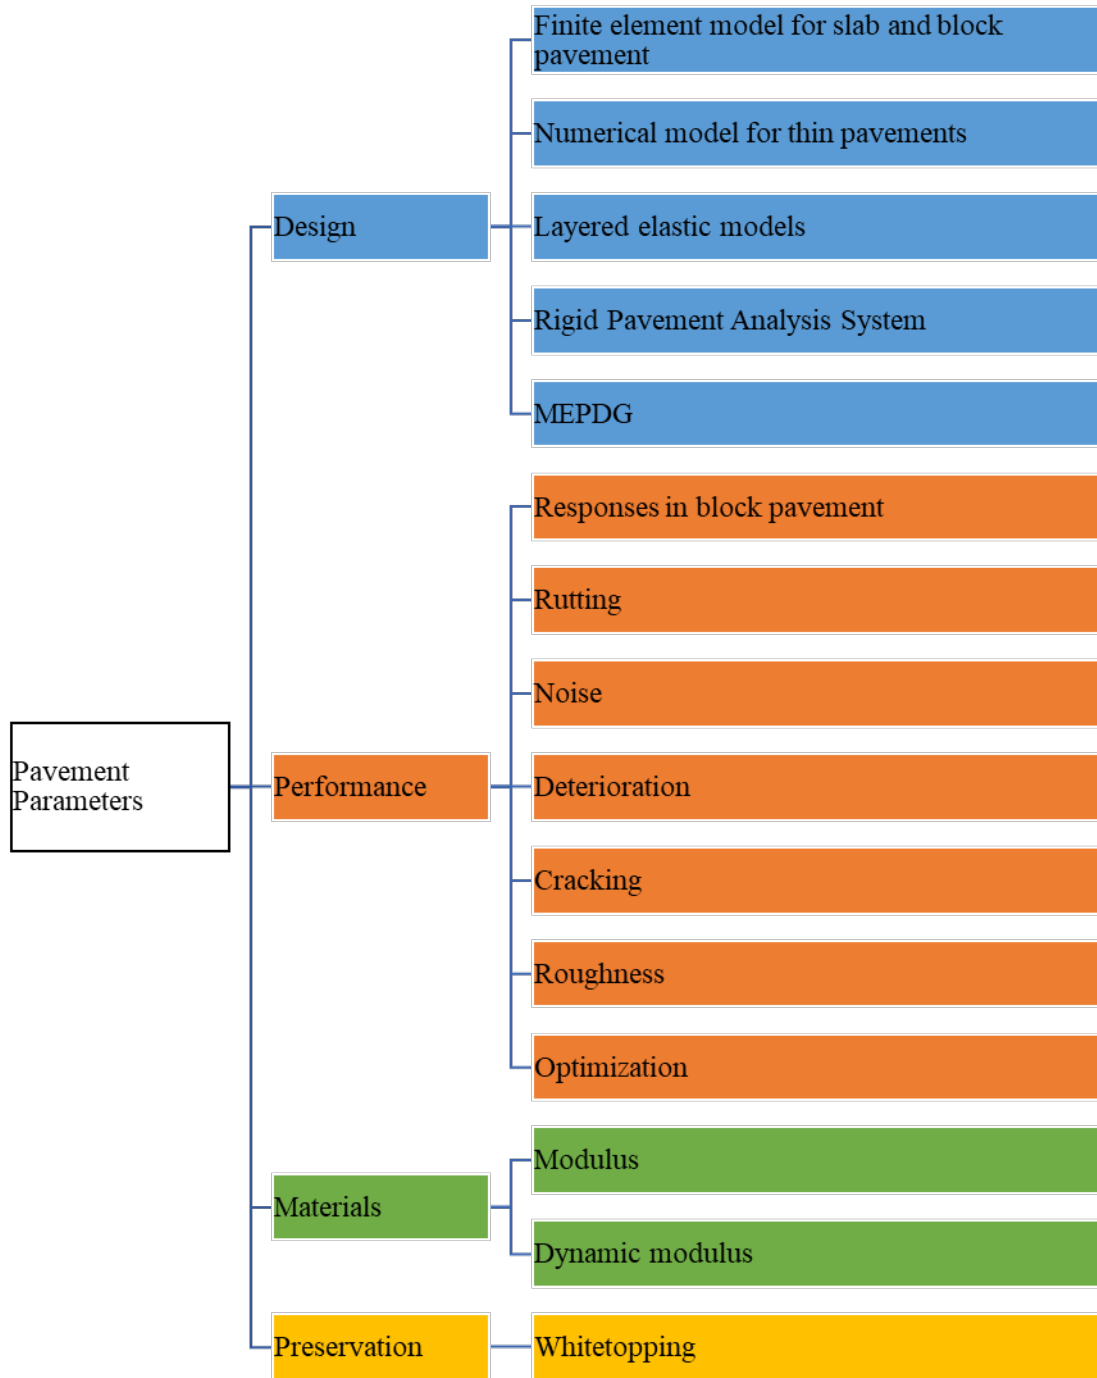 Finite element model for slab and block
pavement
Numerical model for thin pavements
Design
Layered elastic models
Rigid Pavement Analysis System
MEPDG
Responses in block pavement
Rutting
Noise
Pavement
Parameters
Performance
Deterioration
Cracking
Roughness
Optimization
Modulus
Materials
Dynamic modulus
Preservation
Whitetopping